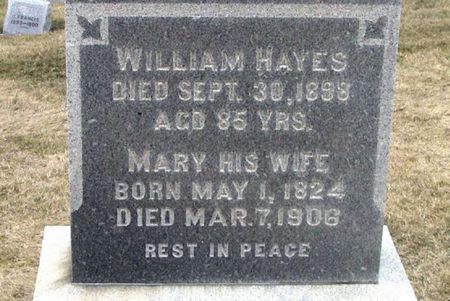 WILLIAM HAYES
DIED SEPT. 30, 1898
AGD 85 YRS.
MARY HIS WIFE
BORN MAY 1, 1824
DIED MAR. 7, 1906
REST IN PEACE